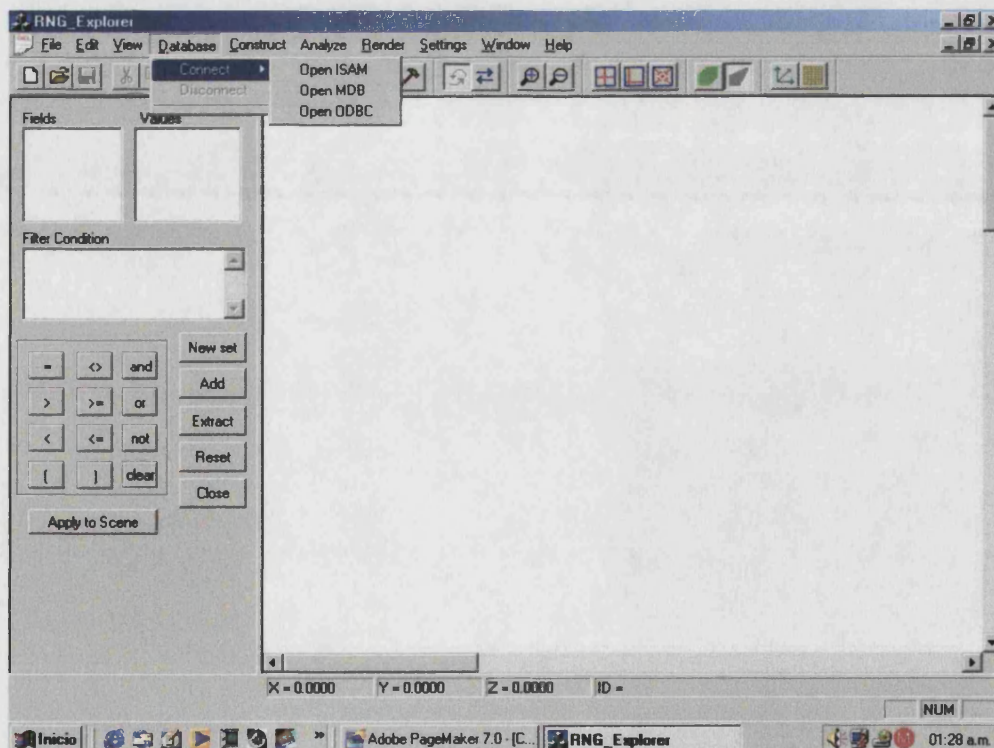 RNG_Explorer
File Edit View Database Construct Analyze Render Settings Window Help
Connect
Disconnect
Open ISAM
Open MDB
Open ODBC
Fields Values
Filter Condition
= <> and
> >= or
< <= not
( ) clear
New set
Add
Extract
Reset
Close
Apply to Scene
X = 0.0000 Y = 0.0000 Z = 0.0000 ID =
NUM
Inicio » Adobe PageMaker 7.0 - [C... RNG_Explorer 01:28 a.m.